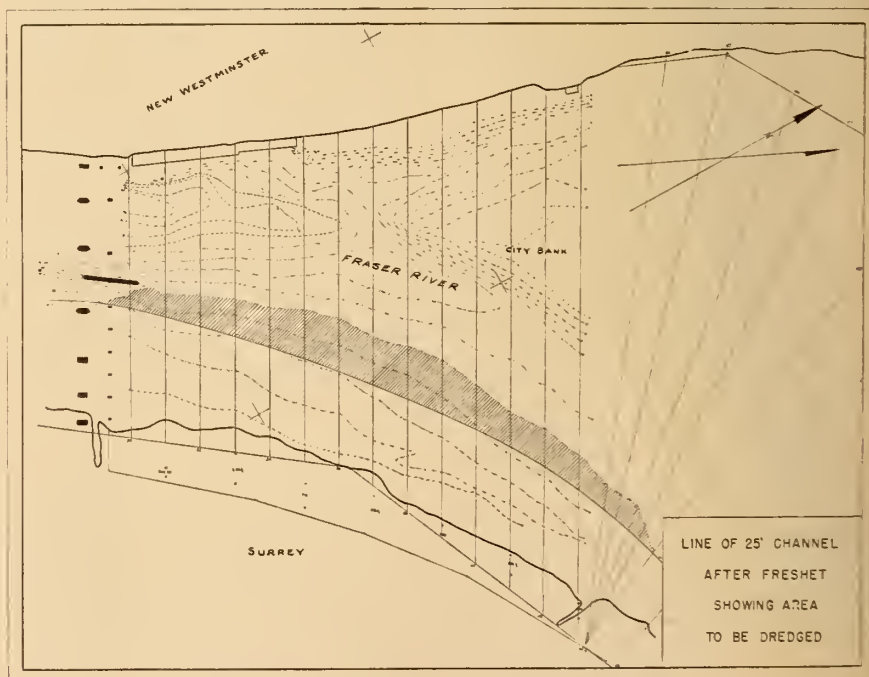 NEW WESTMINSTER
CITY BANK
FRASER RIVER
SURREY
LINE OF 25' CHANNEL
AFTER FRESHET
SHOWING AREA
TO BE DREDGED